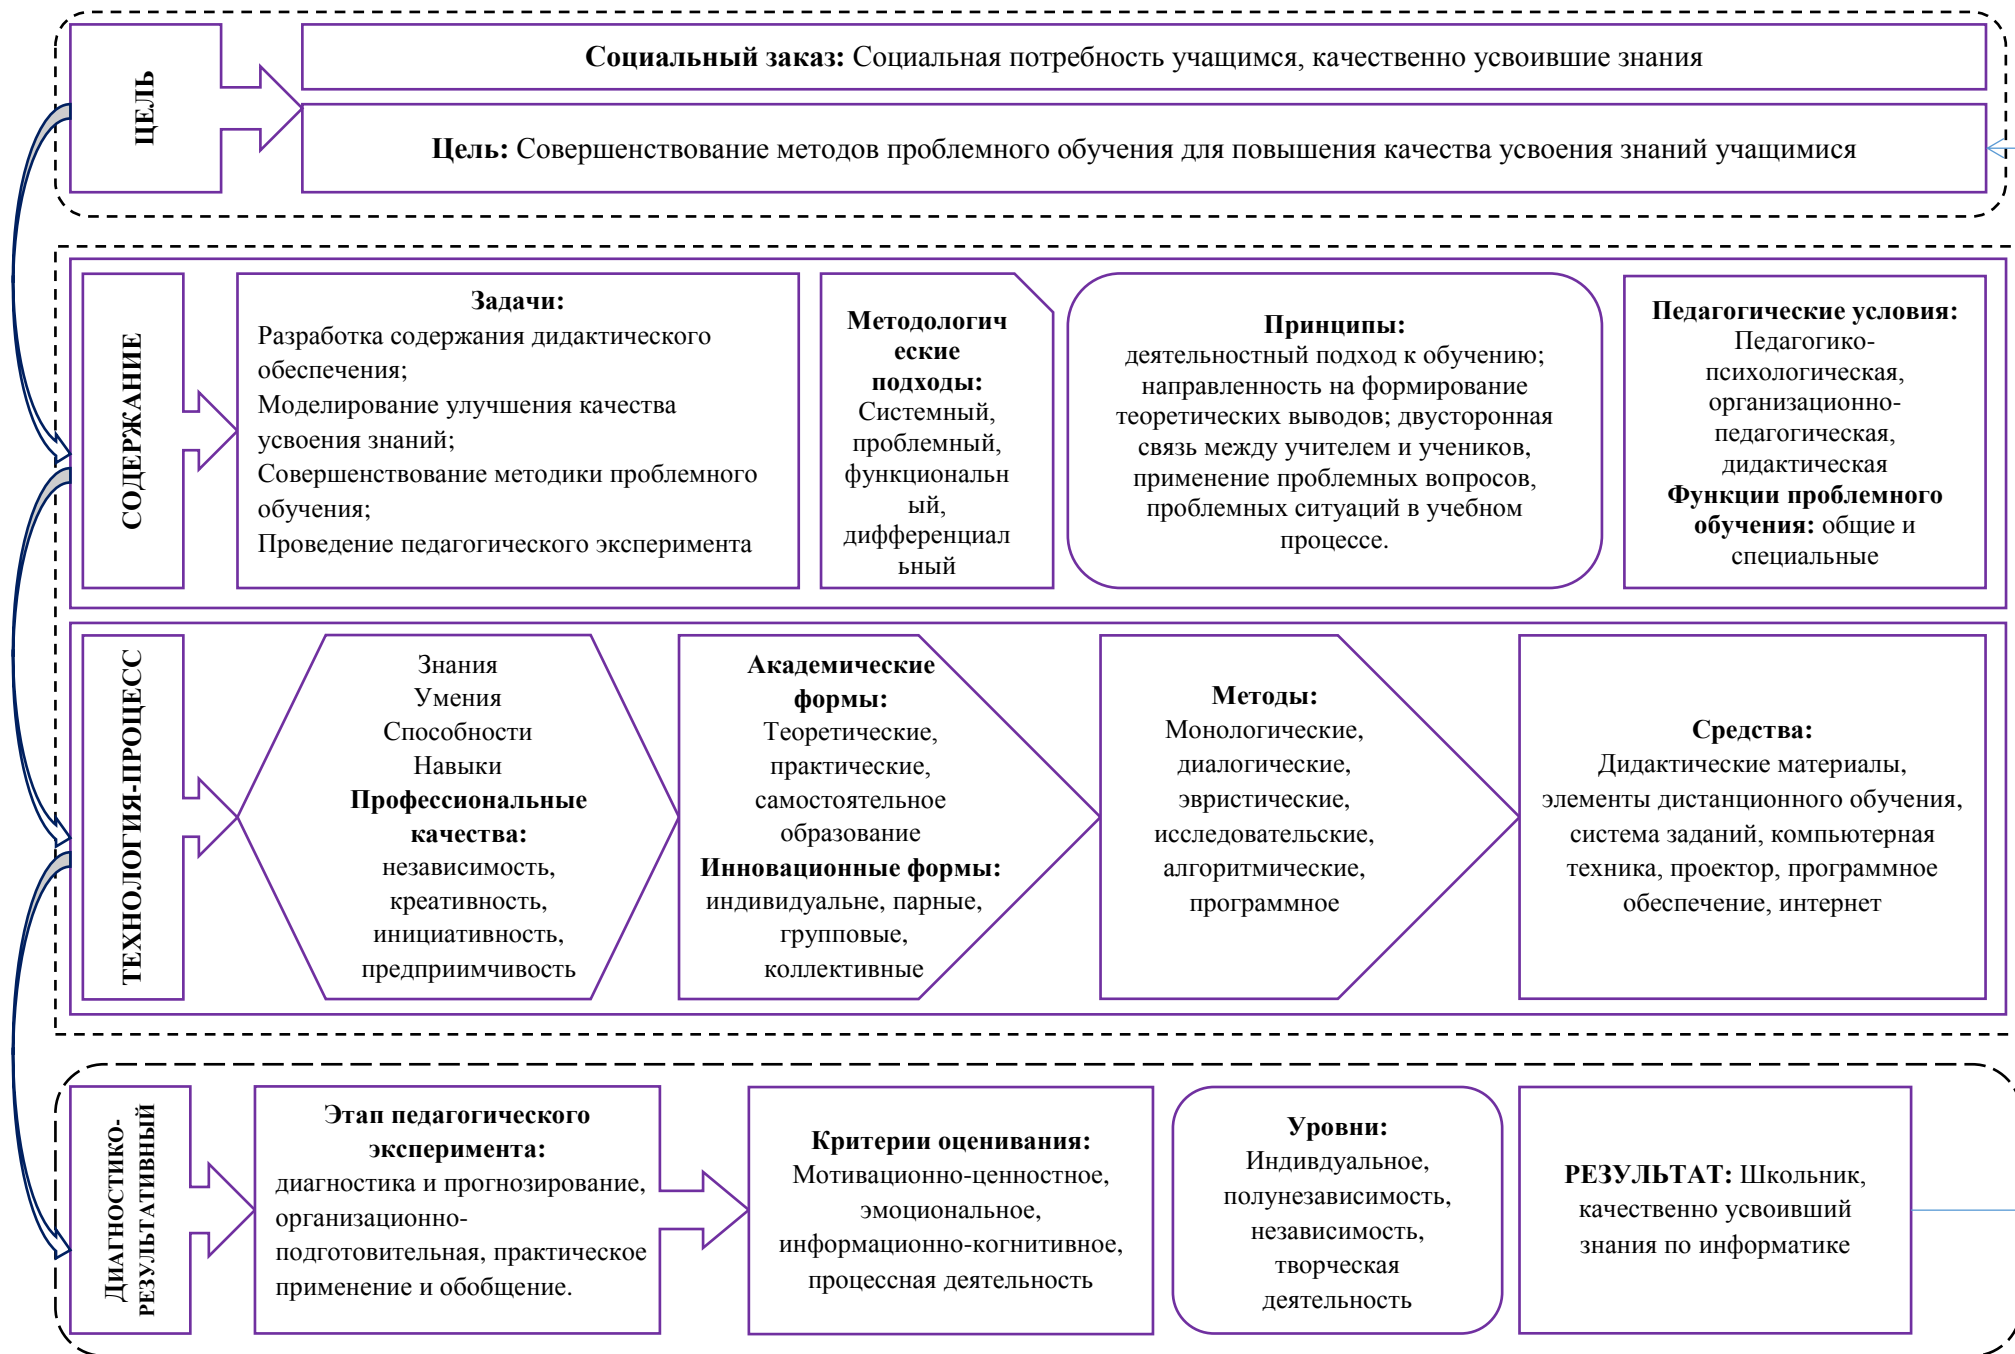 ЦЕЛЬ
Социальный заказ: Социальная потребность учащимся, качественно усвоившие знания
Цель: Совершенствование методов проблемного обучения для повышения качества усвоения знаний учащимися
СОДЕРЖАНИЕ
Задачи:
Разработка содержания дидактического
обеспечения;
Моделирование улучшения качества
усвоения знаний;
Совершенствование методики проблемного
обучения;
Проведение педагогического эксперимента
Методологич
еские
подходы:
Системный,
проблемный,
функциональн
ый,
дифференциал
ьный
Принципы:
деятельностный подход к обучению;
направленность на формирование
теоретических выводов; двусторонная
связь между учителем и учеников,
применение проблемных вопросов,
проблемных ситуаций в учебном
процессе.
Педагогические условия:
Педагогико-
психологическая,
организационно-
педагогическая,
дидактическая
Функции проблемного
обучения: общие и
специальные
ТЕХНОЛОГИЯ-ПРОЦЕСС
Знания
Умения
Способности
Навыки
Профессиональные
качества:
независимость,
креативность,
инициативность,
предприимчивость
Академические
формы:
Теоретические,
практические,
самостоятельное
образование
Инновационные формы:
индивидуальне, парные,
групповые,
коллективные
Методы:
Монологические,
диалогические,
эвристические,
исследовательские,
алгоритмические,
программное
Средства:
Дидактические материалы,
элементы дистанционного обучения,
система заданий, компьютерная
техника, проектор, программное
обеспечение, интернет
ДИАГНОСТИКО-
РЕЗУЛЬТАТИВНЫЙ
Этап педагогического
эксперимента:
диагностика и прогнозирование,
организационно-
подготовительная, практическое
применение и обобщение.
Критерии оценивания:
Мотивационно-ценностное,
эмоциональное,
информационно-когнитивное,
процессная деятельность
Уровни:
Индивдуальное,
полунезависимость,
независимость,
творческая
деятельность
РЕЗУЛЬТАТ: Школьник,
качественно усвоивший
знания по информатике